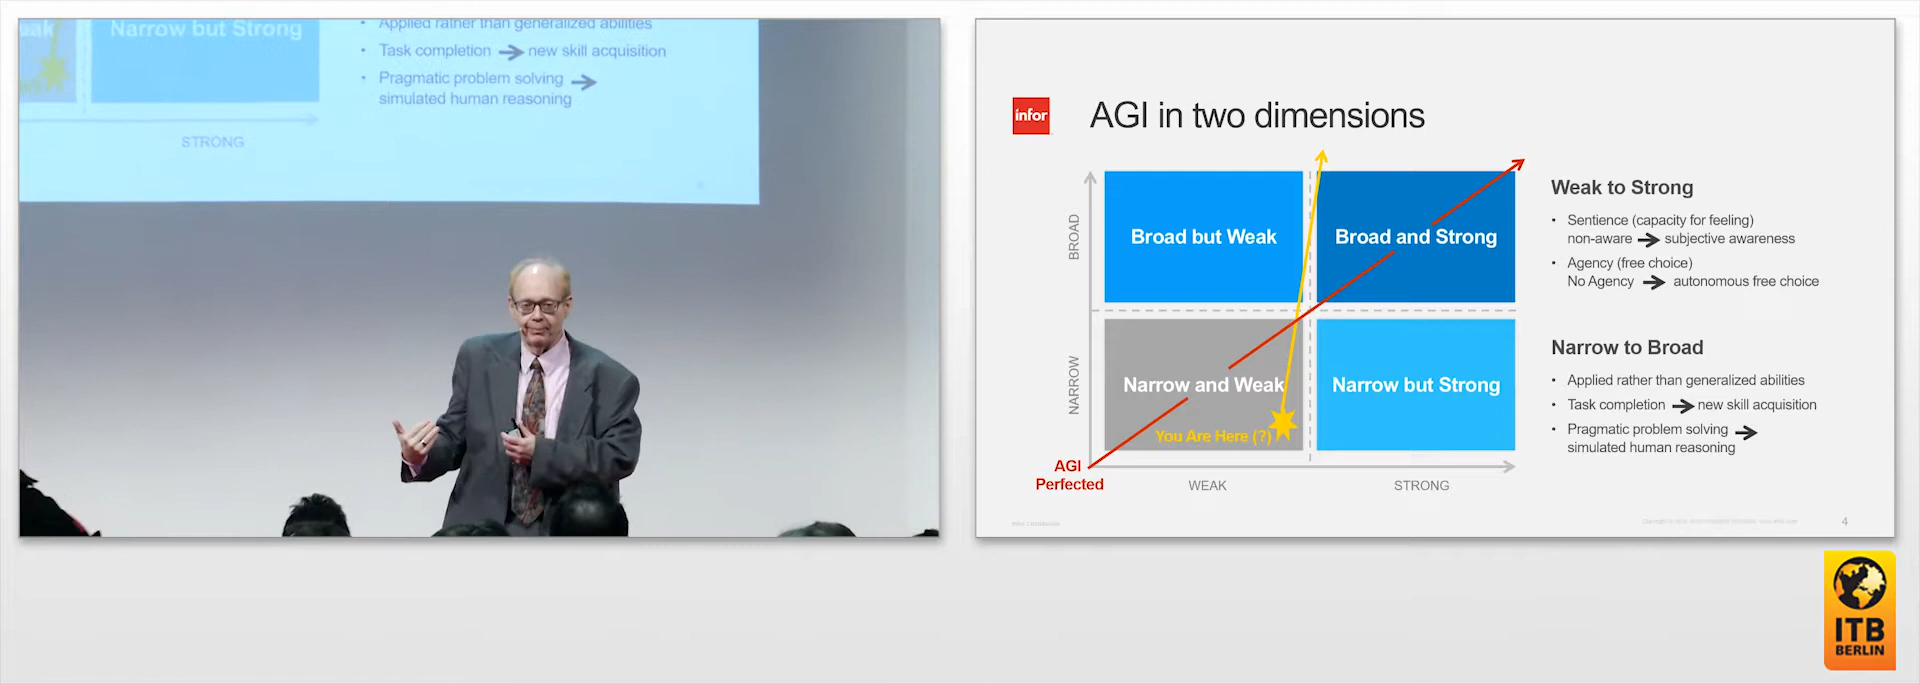 Applied rather than generalized abilities
Narrow but Strong
Task completion → new skill acquisition
Pragmatic problem solving →
simulated human reasoning
STRONG
infor
AGI in two dimensions
BROAD
NARROW
Broad but Weak
Broad and Strong
Narrow and Weak
Narrow but Strong
You Are Here (?)
AGI
Perfected
WEAK
STRONG
Weak to Strong
• Sentience (capacity for feeling)
non-aware → subjective awareness
• Agency (free choice)
No Agency → autonomous free choice
Narrow to Broad
• Applied rather than generalized abilities
• Task completion → new skill acquisition
• Pragmatic problem solving →
simulated human reasoning
4
ITB
BERLIN